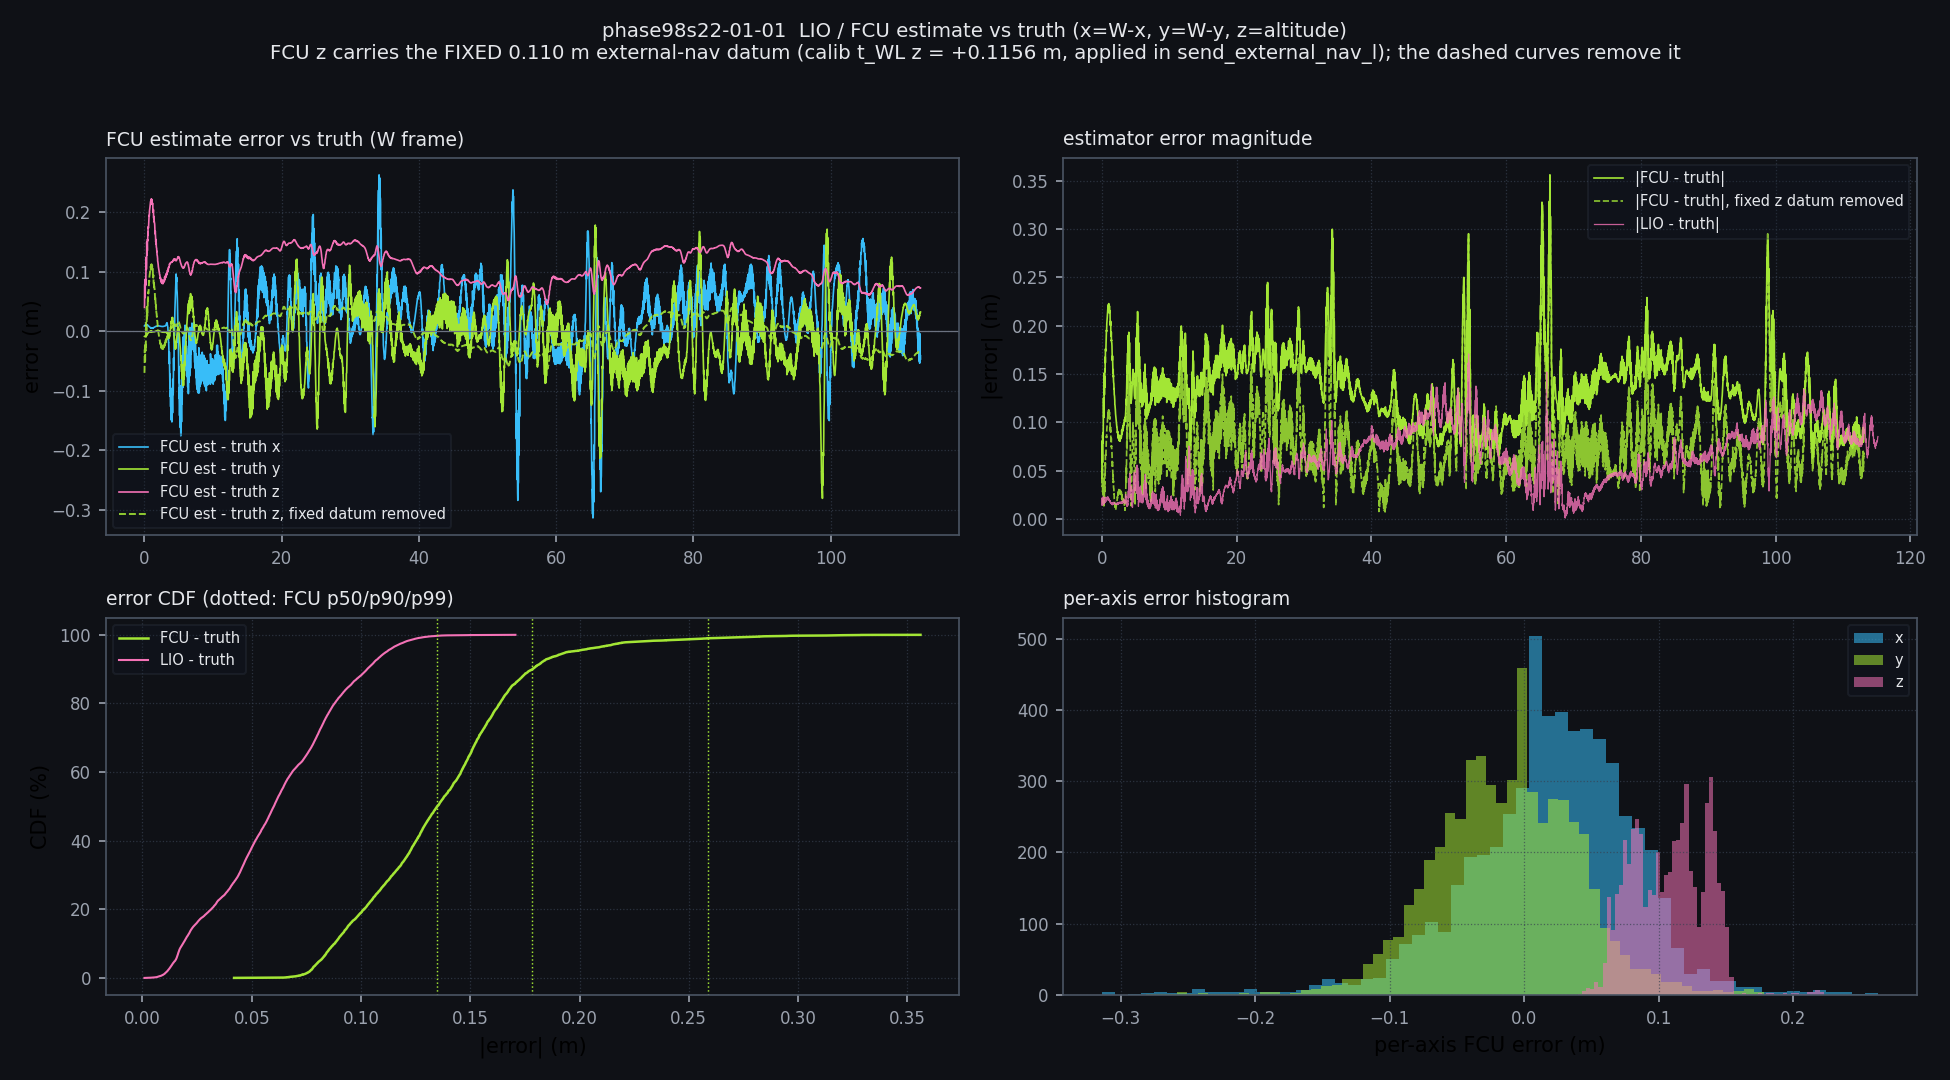 phase98s22-01-01  LIO / FCU estimate vs truth (x=W-x, y=W-y, z=altitude)
FCU z carries the FIXED 0.110 m external-nav datum (calib t_WL z = +0.1156 m, applied in send_external_nav_l); the dashed curves remove it
FCU estimate error vs truth (W frame)
error (m)
0.2
0.1
0.0
−0.1
−0.2
−0.3
FCU est - truth x
FCU est - truth y
FCU est - truth z
FCU est - truth z, fixed datum removed
0 20 40 60 80 100
estimator error magnitude
|error| (m)
0.35
0.30
0.25
0.20
0.15
0.10
0.05
0.00
|FCU - truth|
|FCU - truth|, fixed z datum removed
|LIO - truth|
0 20 40 60 80 100 120
error CDF (dotted: FCU p50/p90/p99)
CDF (%)
100
80
60
40
20
0
FCU - truth
LIO - truth
0.00 0.05 0.10 0.15 0.20 0.25 0.30 0.35
|error| (m)
per-axis error histogram
500
400
300
200
100
0
x
y
z
−0.3 −0.2 −0.1 0.0 0.1 0.2
per-axis FCU error (m)